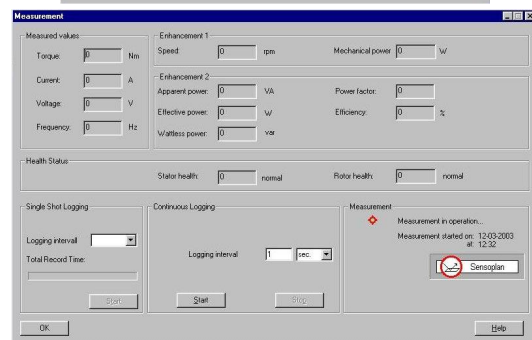 Measurement
Measured values
Torque: 0 Nm
Current: 0 A
Voltage: 0 V
Frequency: 0 Hz
Enhancement 1
Speed: 0 rpm Mechanical power 0 W
Enhancement 2
Apparent power: 0 VA Power factor: 0
Effective power: 0 W Efficiency: 0 %
Wattless power: 0 var
Health Status
Stator health: 0 normal Rotor health: 0 normal
Single Shot Logging
Logging intervall
Total Record Time:
Start
Continuous Logging
Logging interval 1 sec.
Start Stop
Measurement
Measurement in operation...
Measurement started on: 12-03-2003
at: 12:32
Sensoplan
OK Help